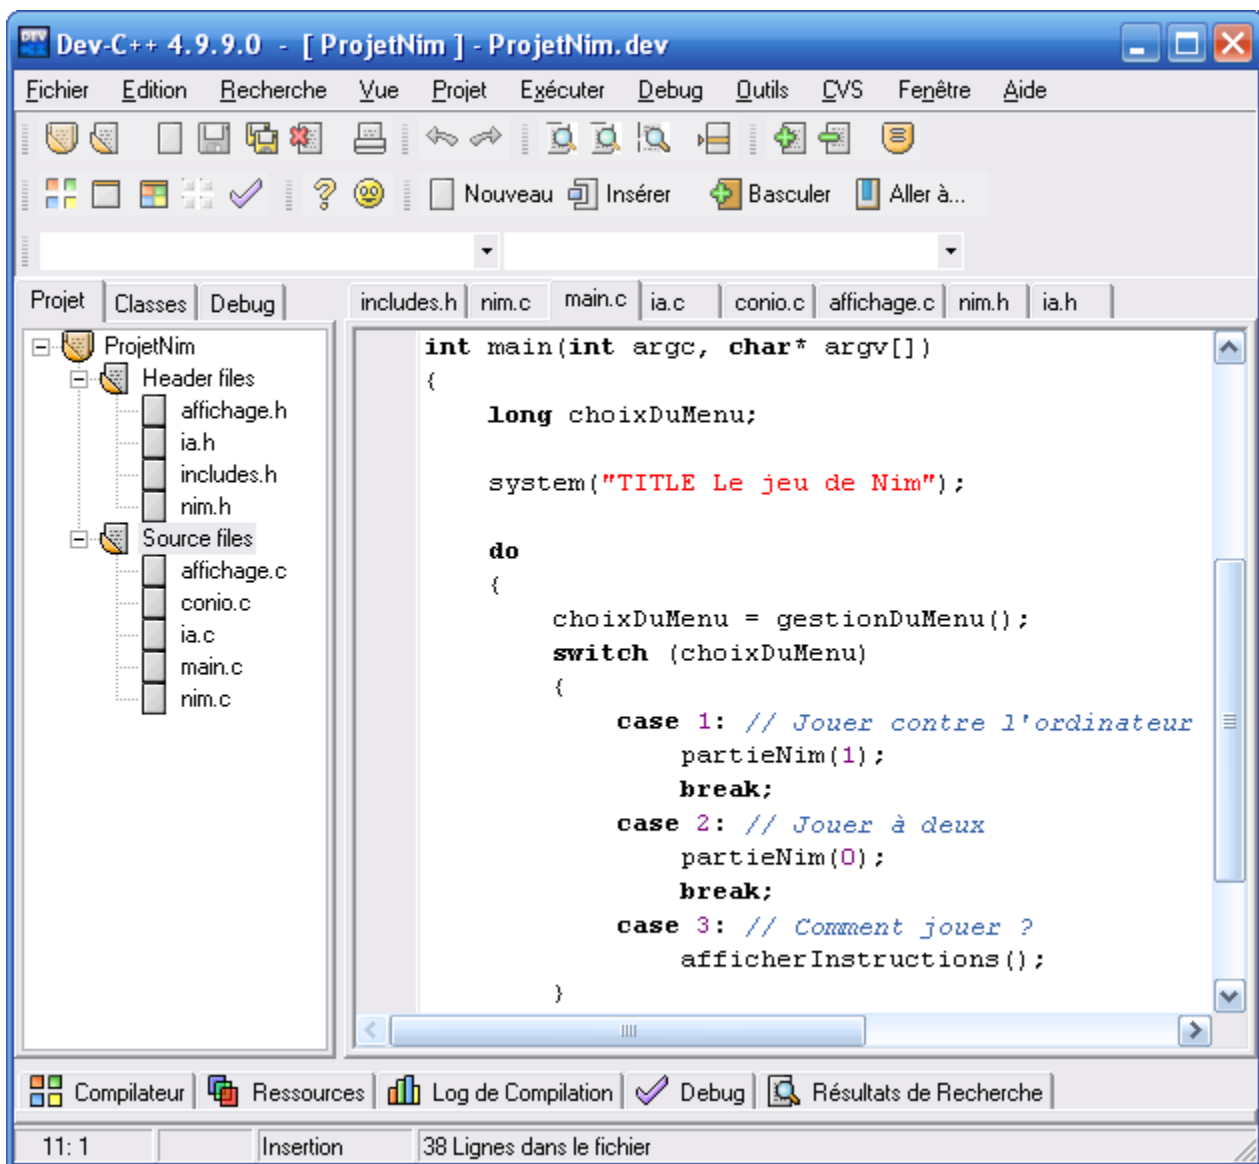 Dev-C++ 4.9.9.0 - [ ProjetNim ] - ProjetNim.dev
Fichier Edition Recherche Vue Projet Exécuter Debug Outils CVS Fenêtre Aide
Nouveau Insérer Basculer Aller à...
Projet Classes Debug
includes.h nim.c main.c ia.c conio.c affichage.c nim.h ia.h
ProjetNim
Header files
affichage.h
ia.h
includes.h
nim.h
Source files
affichage.c
conio.c
ia.c
main.c
nim.c
int main(int argc, char* argv[])
{
long choixDuMenu;
system("TITLE Le jeu de Nim");
do
{
choixDuMenu = gestionDuMenu();
switch (choixDuMenu)
{
case 1: // Jouer contre l'ordinateur
partieNim(1);
break;
case 2: // Jouer à deux
partieNim(0);
break;
case 3: // Comment jouer ?
afficherInstructions();
}
Compilateur Ressources Log de Compilation Debug Résultats de Recherche
11: 1 Insertion 38 Lignes dans le fichier